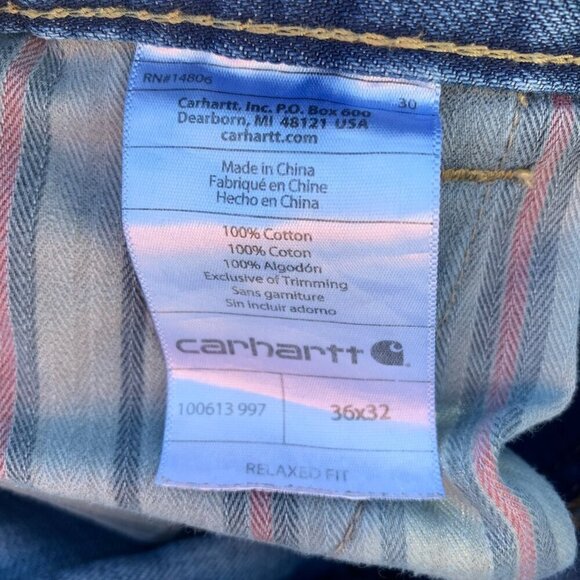 RN#14806 30
Carhartt, Inc. P.O. Box 600
Dearborn, MI 48121 USA
carhartt.com
Made in China
Fabriqué en Chine
Hecho en China
100% Cotton
100% Coton
100% Algodón
Exclusive of Trimming
Sans garniture
Sin incluir adorno
carhartt
100613 997 36x32
RELAXED FIT